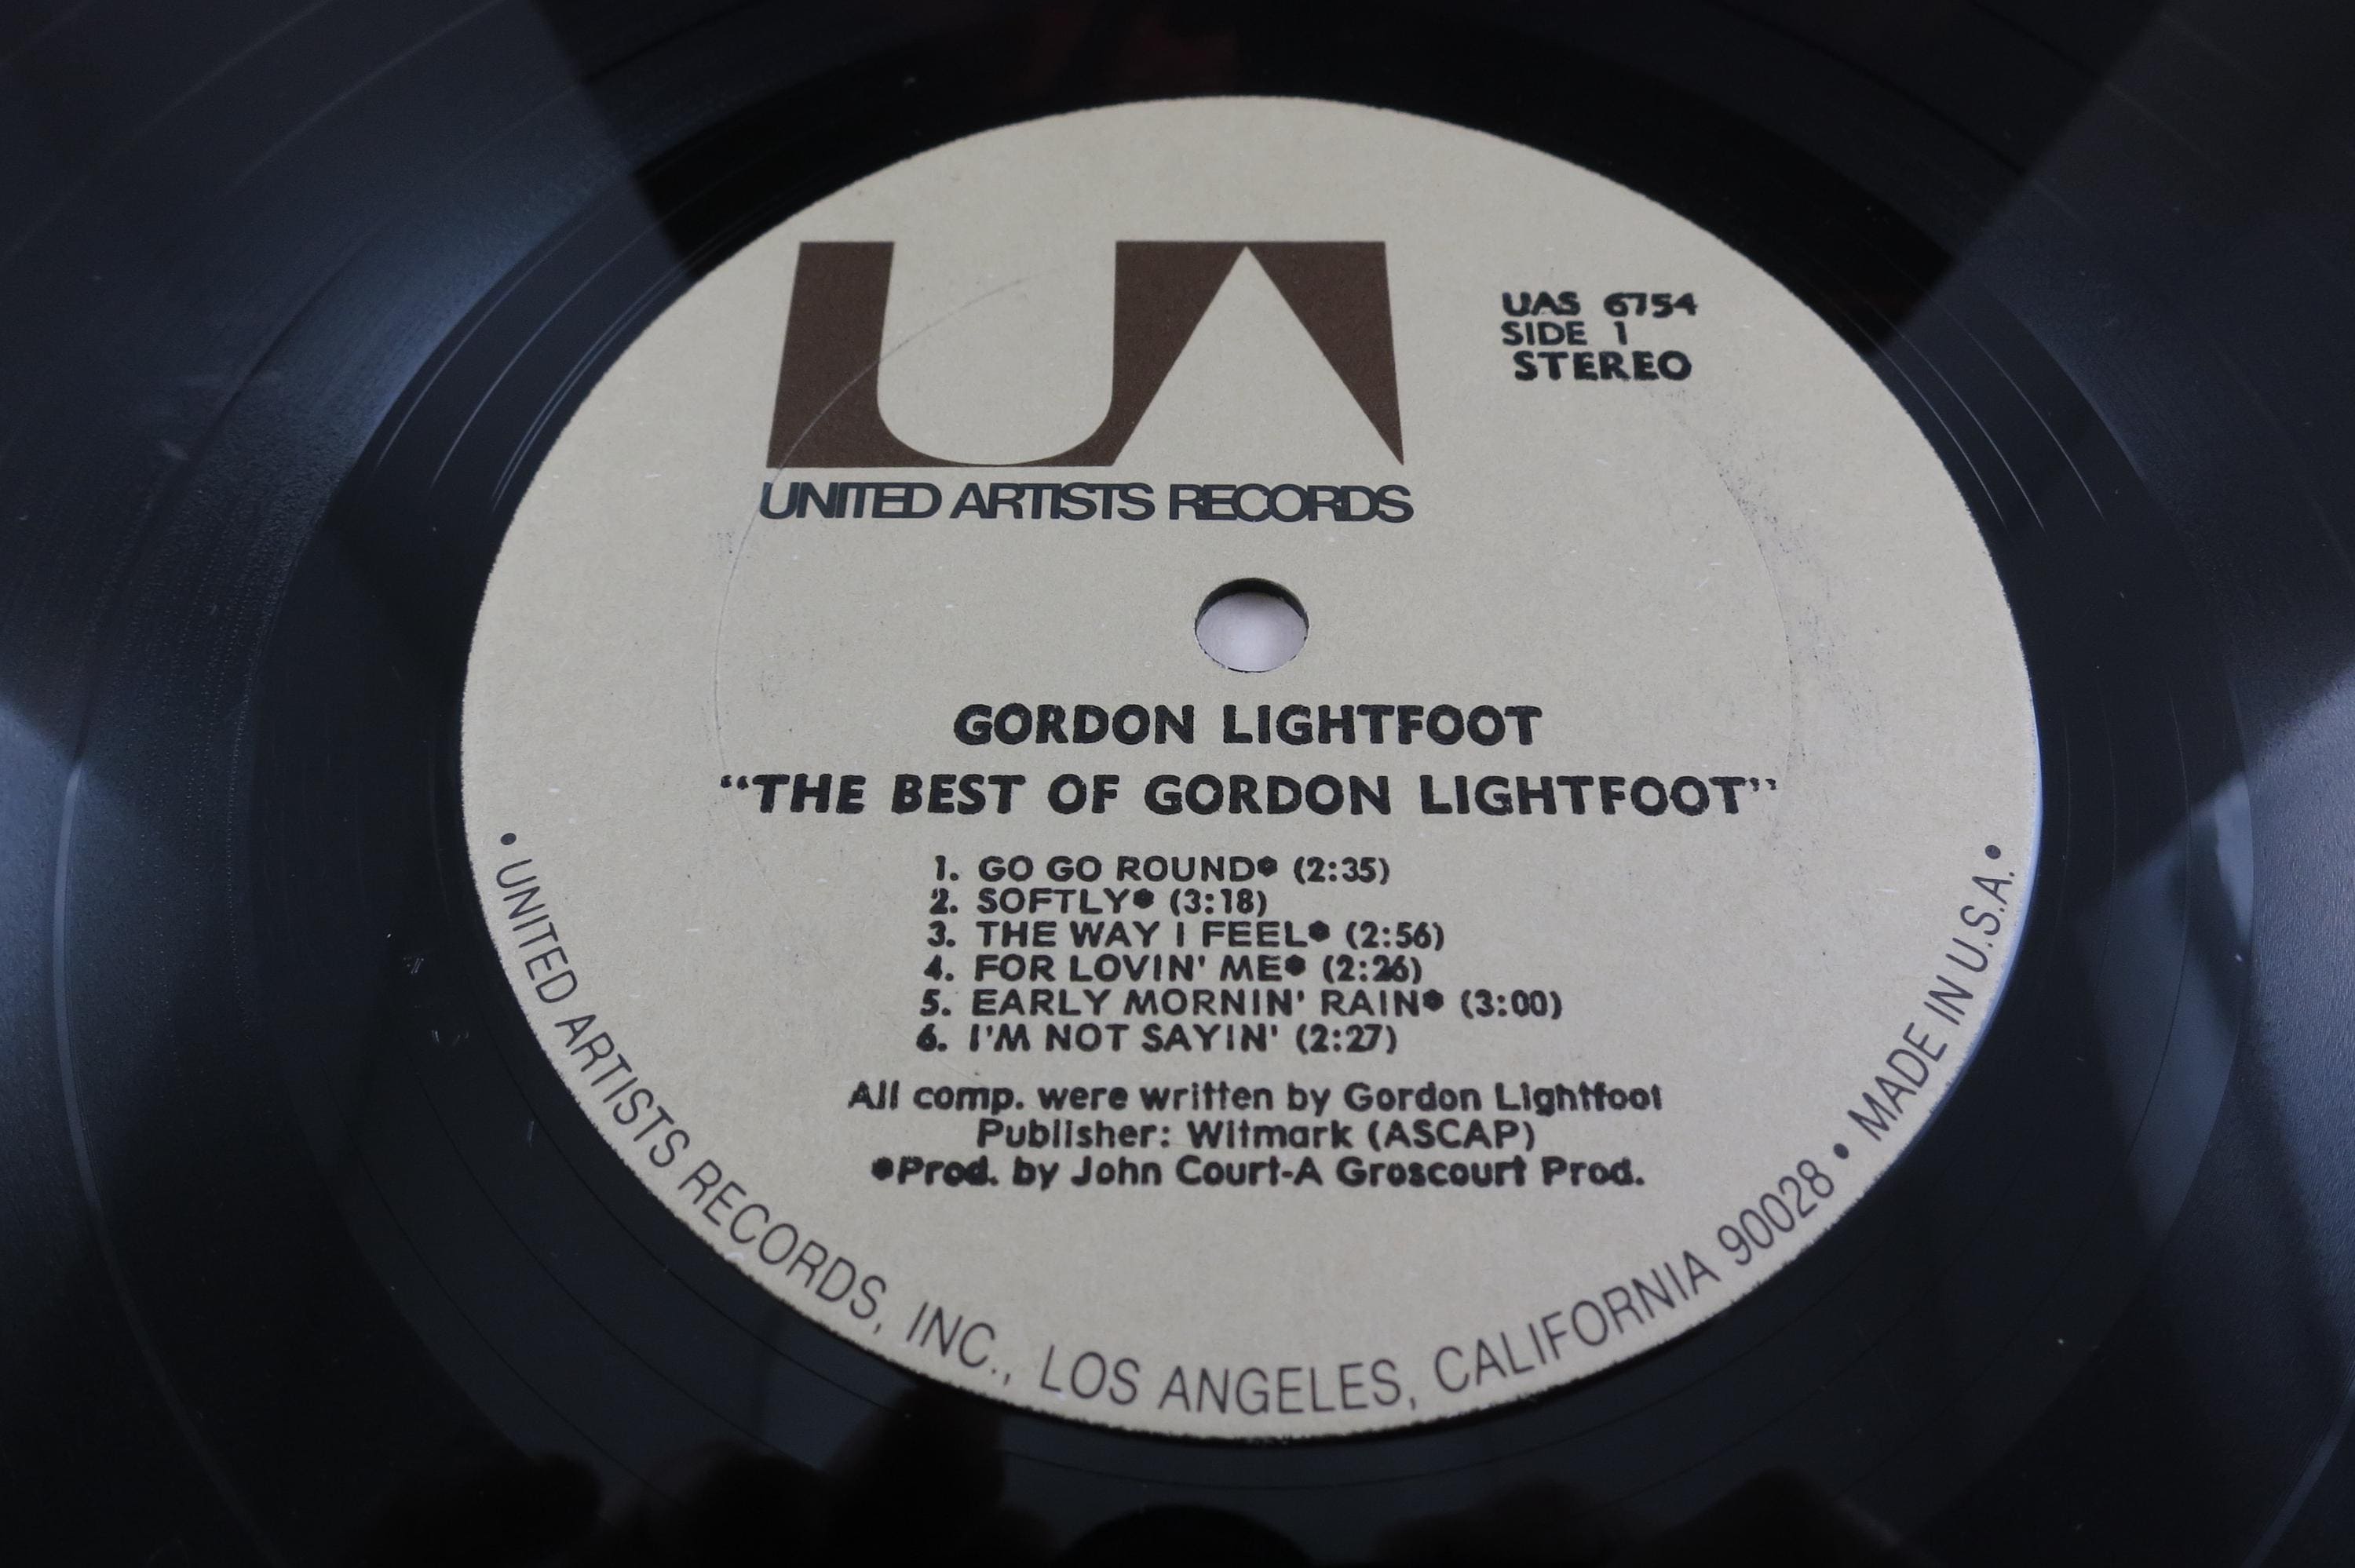 UA
UNITED ARTISTS RECORDS
UAS 6754
SIDE 1
STEREO
GORDON LIGHTFOOT
“THE BEST OF GORDON LIGHTFOOT”
1. GO GO ROUND* (2:35)
2. SOFTLY* (3:18)
3. THE WAY I FEEL* (2:56)
4. FOR LOVIN' ME* (2:26)
5. EARLY MORNIN' RAIN* (3:00)
6. I'M NOT SAYIN' (2:27)
All comp. were written by Gordon Lightfoot
Publisher: Witmark (ASCAP)
*Prod. by John Court-A Groscourt Prod.
• UNITED ARTISTS RECORDS, INC., LOS ANGELES, CALIFORNIA 90028 • MADE IN U.S.A. •